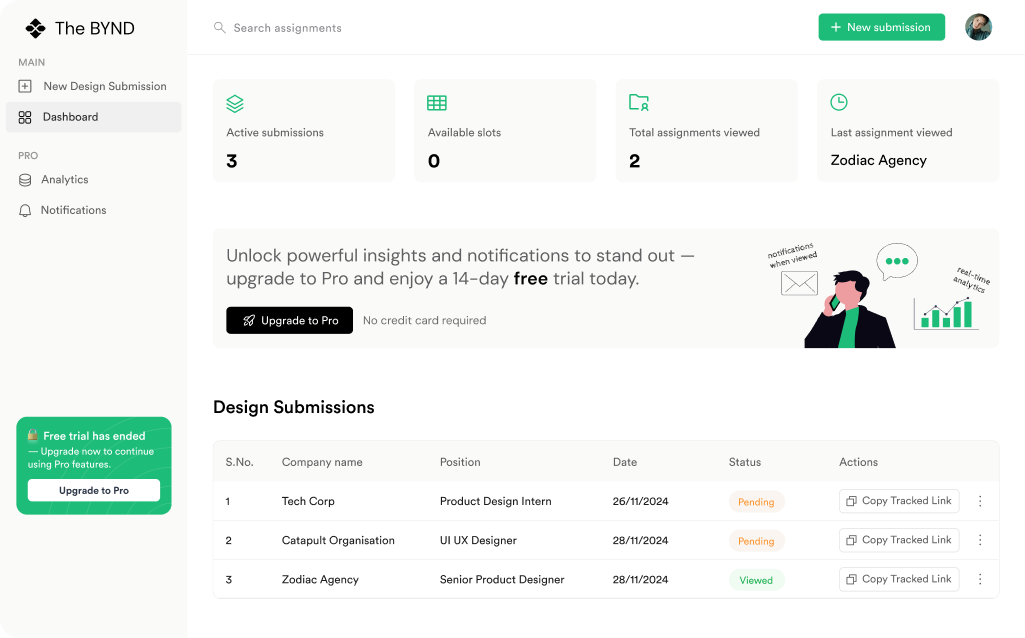 The BYND
Search assignments
New submission
MAIN
New Design Submission
Dashboard
PRO
Analytics
Notifications
Active submissions
3
Available slots
0
Total assignments viewed
2
Last assignment viewed
Zodiac Agency
Unlock powerful insights and notifications to stand out —
upgrade to Pro and enjoy a 14-day free trial today.
Upgrade to Pro
No credit card required
notifications
when viewed
real-time
analytics
Free trial has ended
— Upgrade now to continue
using Pro features.
Upgrade to Pro
Design Submissions
S.No. Company name Position Date Status Actions
1 Tech Corp Product Design Intern 26/11/2024 Pending Copy Tracked Link
2 Catapult Organisation UI UX Designer 28/11/2024 Pending Copy Tracked Link
3 Zodiac Agency Senior Product Designer 28/11/2024 Viewed Copy Tracked Link